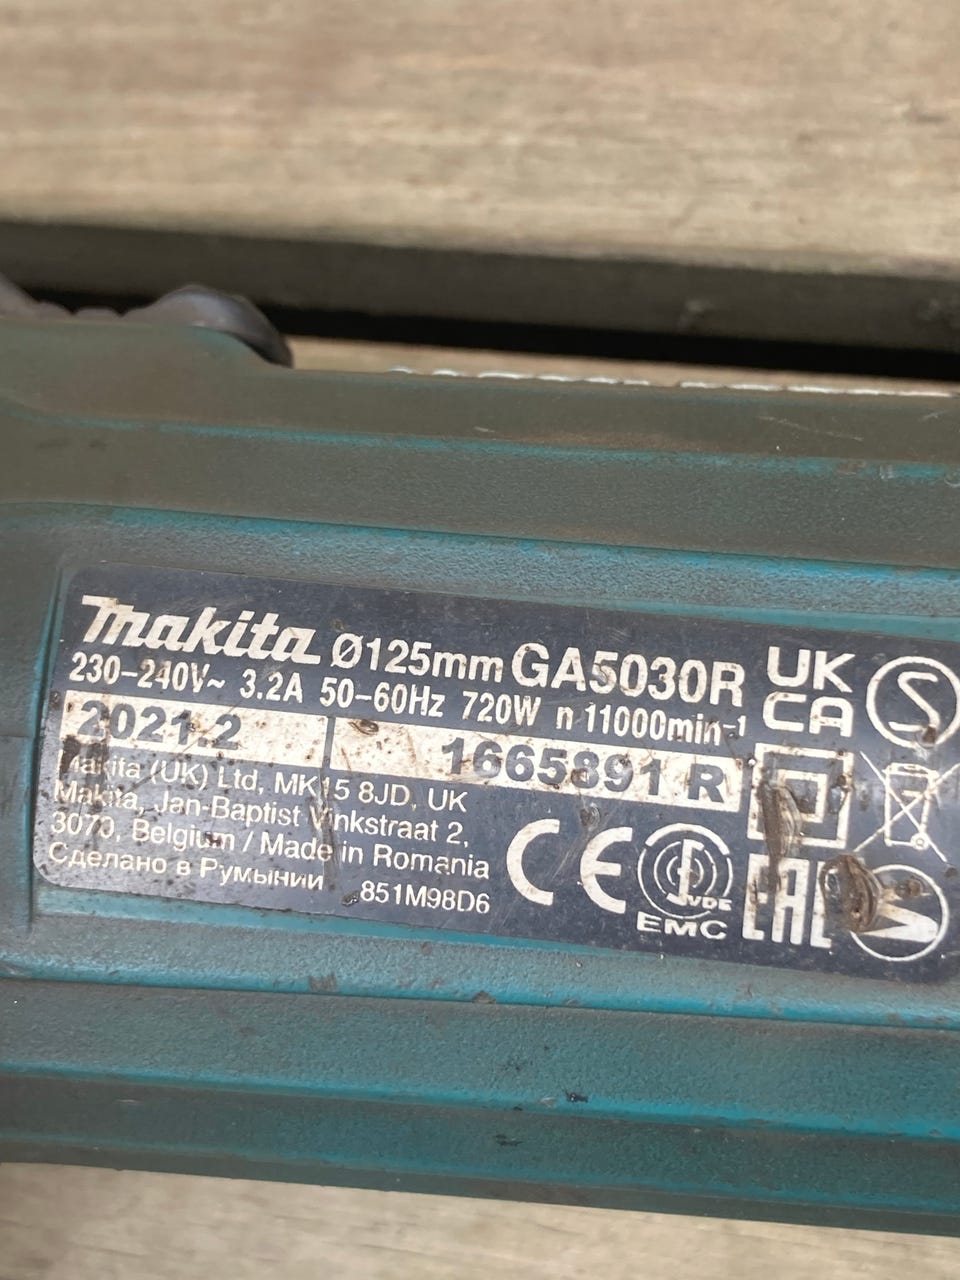 makita Ø125mm GA5030R
230-240V~ 3.2A 50-60Hz 720W n 11000min⁻¹
UK
CA
S
2021.2
1665891 R
Makita (UK) Ltd, MK15 8JD, UK
Makita, Jan-Baptist Vinkstraat 2,
3070, Belgium / Made in Romania
Сделано в Румынии
851M98D6
CE
VDE
EMC
EAC